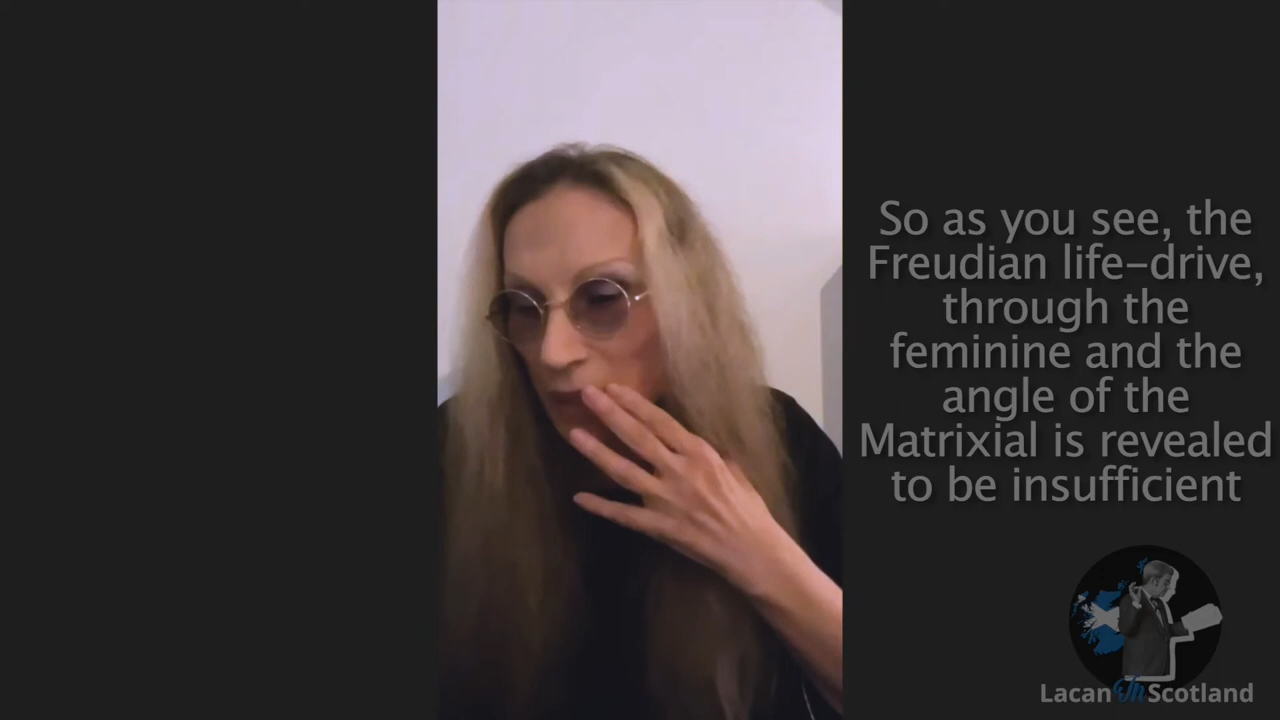 So as you see, the
Freudian life-drive,
through the
feminine and the
angle of the
Matrixial is revealed
to be insufficient
Lacan in Scotland